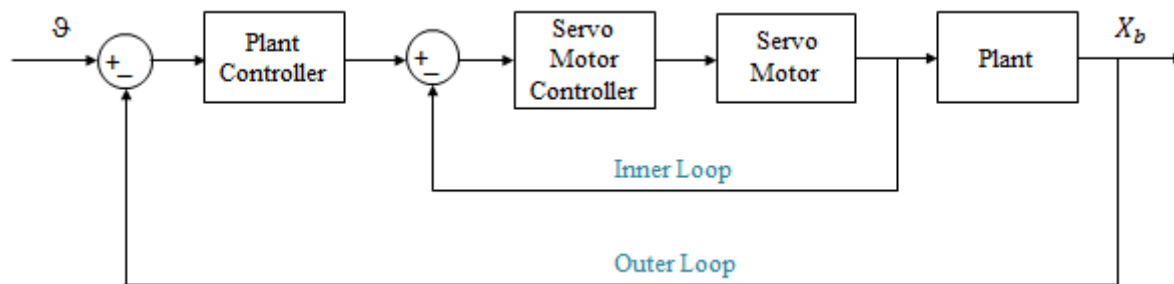 ϑ
+
−
Plant
Controller
+
−
Servo
Motor
Controller
Servo
Motor
Plant
X_b
Inner Loop
Outer Loop